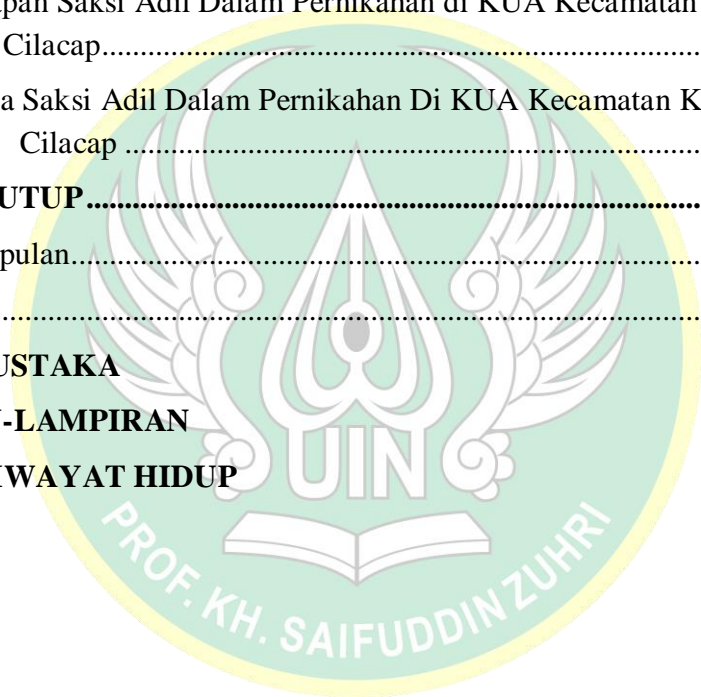 apan Saksi Adil Dalam Pernikahan di KUA Kecamatan
Cilacap....................................................................................
a Saksi Adil Dalam Pernikahan Di KUA Kecamatan K
Cilacap ................................................................................
UTUP....................................................................................
pulan......................................................................................
................................................................................................
USTAKA
-LAMPIRAN
WAYAT HIDUP
UIN
PROF. KH. SAIFUDDIN ZUHRI